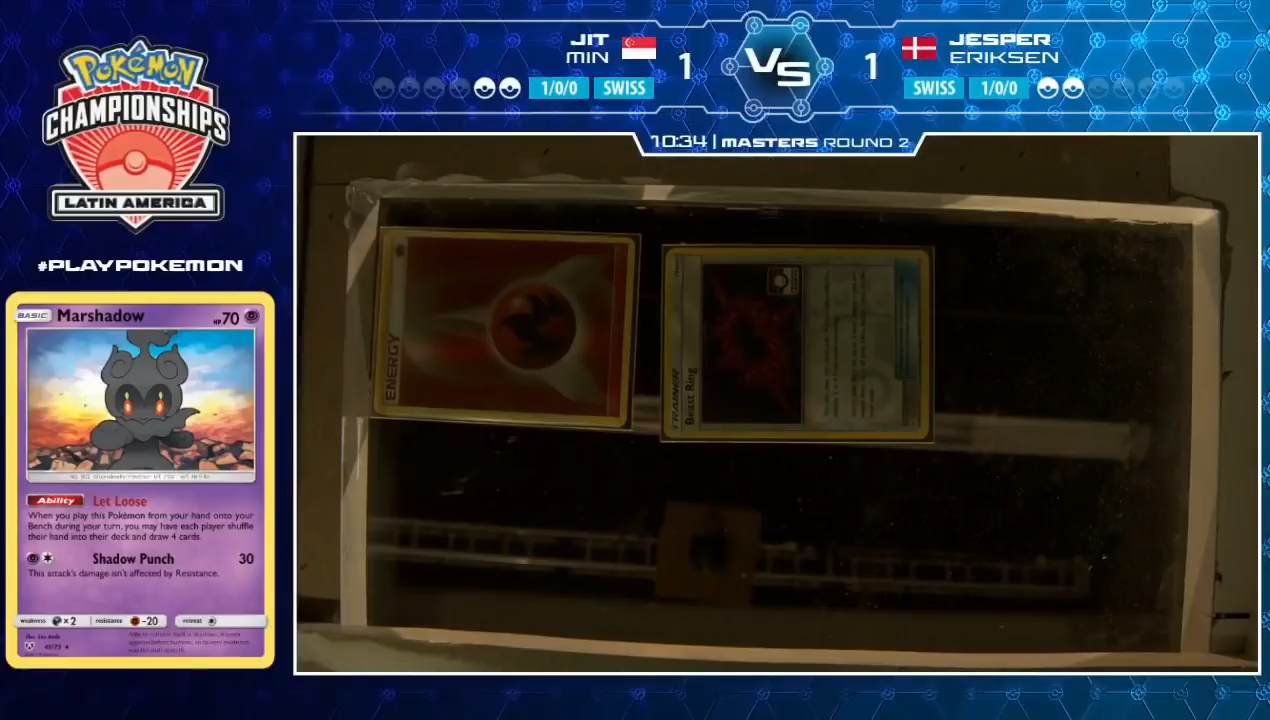 Pokémon
CHAMPIONSHIPS
LATIN AMERICA
#PLAYPOKEMON
JIT
MIN
1
1/0/0
SWISS
VS
1
JESPER
ERIKSEN
SWISS
1/0/0
10:34 | MASTERS ROUND 2
BASIC
Marshadow
HP70
Ability
Let Loose
When you play this Pokémon from your hand onto your
Bench during your turn, you may have each player shuffle
their hand into their deck and draw 4 cards.
Shadow Punch
30
This attack's damage isn't affected by Resistance.
weakness
×2
resistance
-20
retreat
45/73
ENERGY
TRAINER
Beast Ring